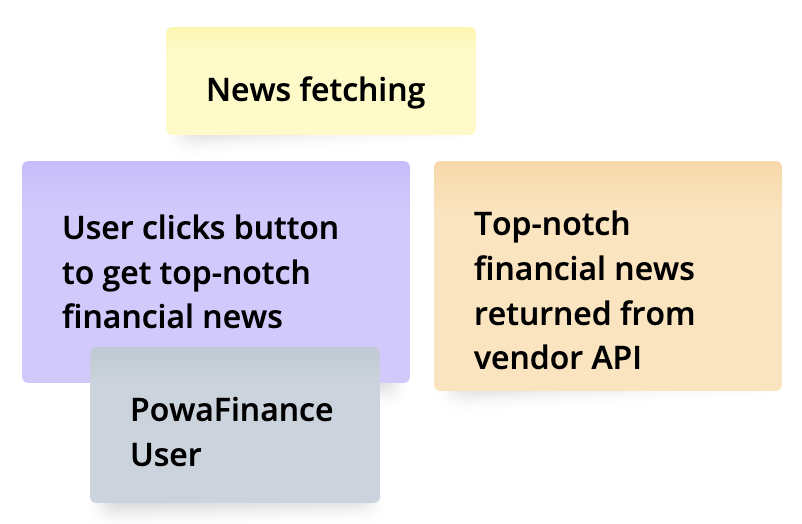 News fetching
User clicks button
to get top-notch
financial news
Top-notch
financial news
returned from
vendor API
PowaFinance
User